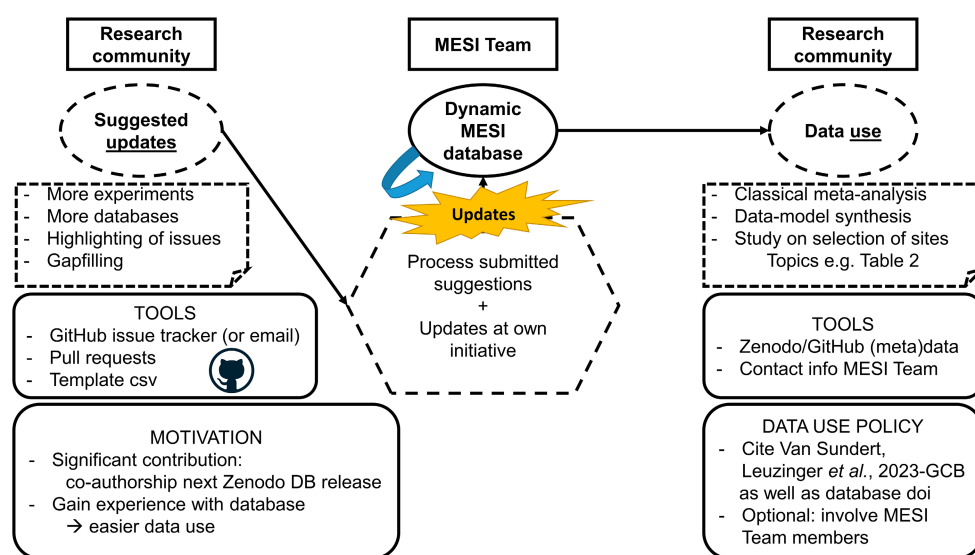 Research
community
Suggested
updates
- More experiments
- More databases
- Highlighting of issues
- Gapfilling
TOOLS
- GitHub issue tracker (or email)
- Pull requests
- Template csv
MOTIVATION
- Significant contribution:
co-authorship next Zenodo DB release
- Gain experience with database
→ easier data use
MESI Team
Dynamic
MESI
database
Updates
Process submitted
suggestions
+
Updates at own
initiative
Research
community
Data use
- Classical meta-analysis
- Data-model synthesis
- Study on selection of sites
Topics e.g. Table 2
TOOLS
- Zenodo/GitHub (meta)data
- Contact info MESI Team
DATA USE POLICY
- Cite Van Sundert,
Leuzinger et al., 2023-GCB
as well as database doi
- Optional: involve MESI
Team members